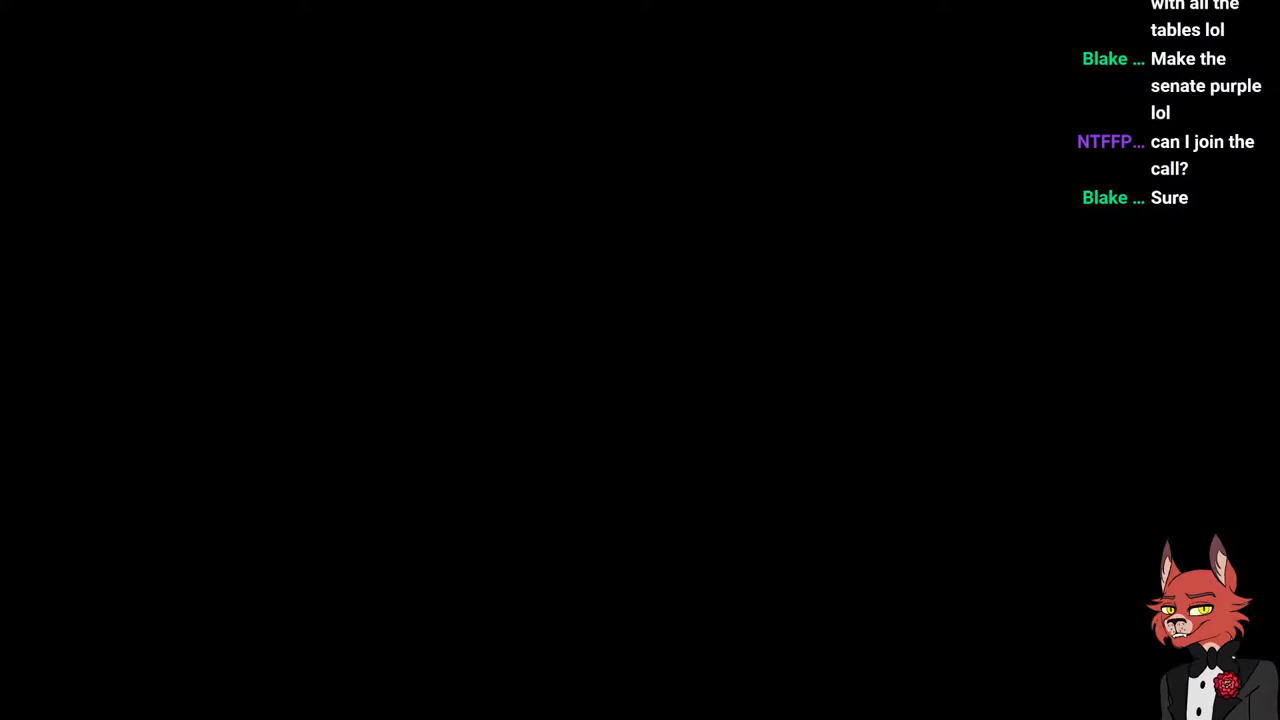 with all the
tables lol
Blake ... Make the
senate purple
lol
NTFFP... can I join the
call?
Blake ... Sure